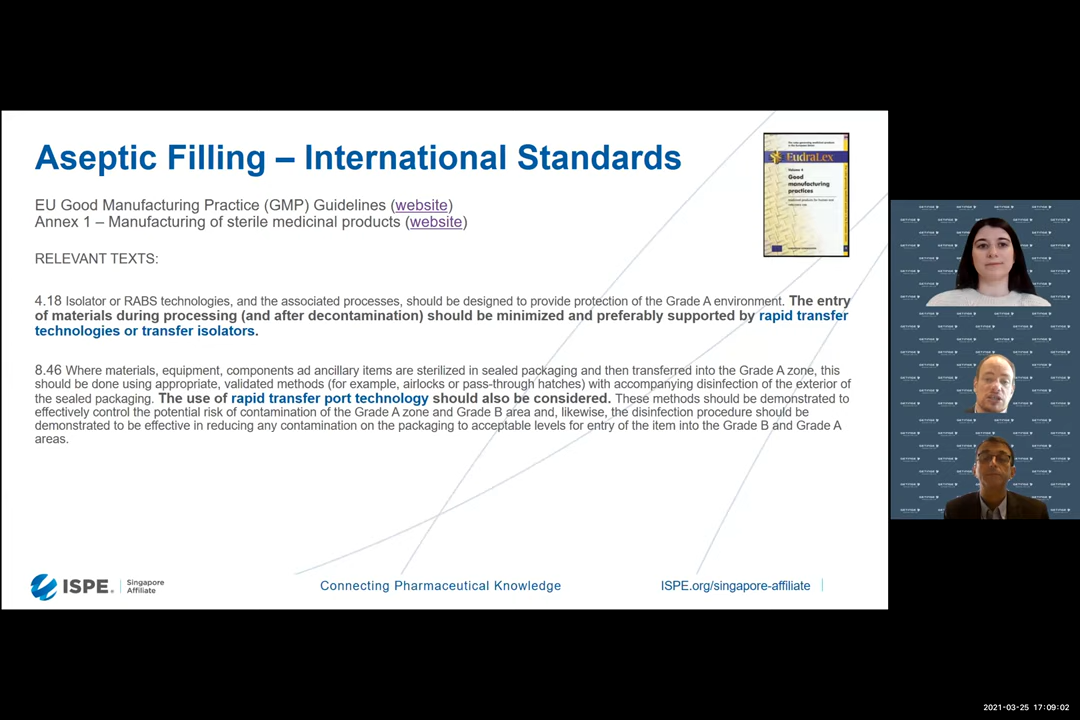 Aseptic Filling – International Standards
EU Good Manufacturing Practice (GMP) Guidelines (website)
Annex 1 – Manufacturing of sterile medicinal products (website)
RELEVANT TEXTS:
EudraLex
Volume 4
Good
manufacturing
practices
4.18 Isolator or RABS technologies, and the associated processes, should be designed to provide protection of the Grade A environment. The entry
of materials during processing (and after decontamination) should be minimized and preferably supported by rapid transfer
technologies or transfer isolators.
8.46 Where materials, equipment, components ad ancillary items are sterilized in sealed packaging and then transferred into the Grade A zone, this
should be done using appropriate, validated methods (for example, airlocks or pass-through hatches) with accompanying disinfection of the exterior of
the sealed packaging. The use of rapid transfer port technology should also be considered. These methods should be demonstrated to
effectively control the potential risk of contamination of the Grade A zone and Grade B area and, likewise, the disinfection procedure should be
demonstrated to be effective in reducing any contamination on the packaging to acceptable levels for entry of the item into the Grade B and Grade A
areas.
ISPE. Singapore
Affiliate
Connecting Pharmaceutical Knowledge
ISPE.org/singapore-affiliate
2021-03-25 17:09:02